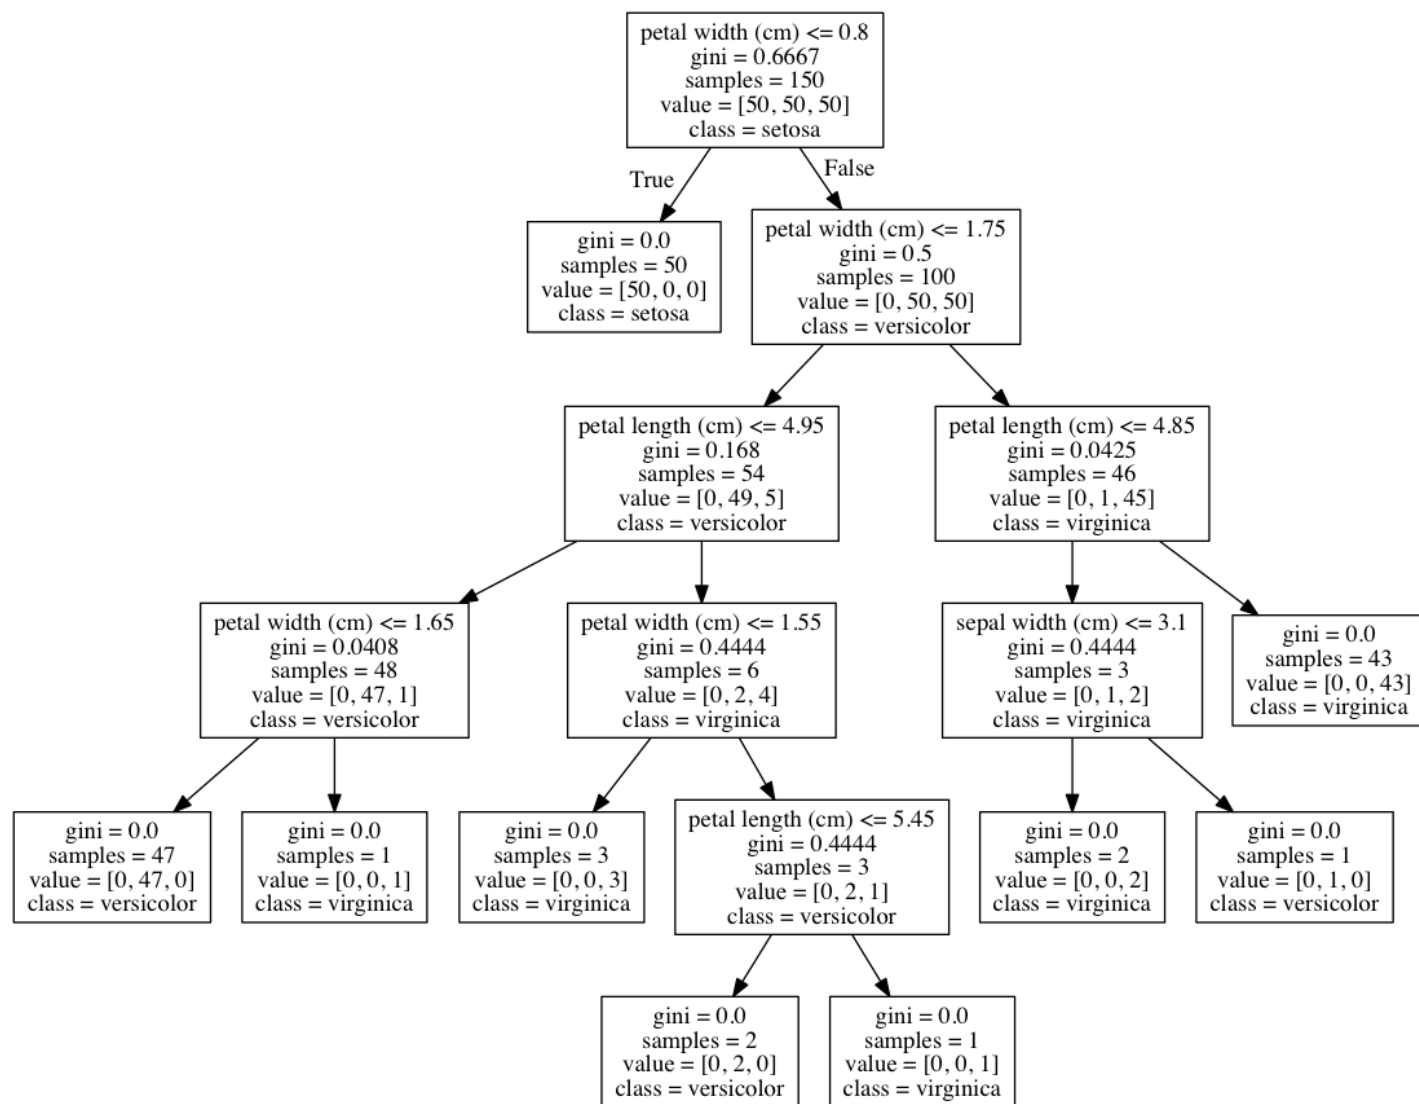 petal width (cm) <= 0.8
gini = 0.6667
samples = 150
value = [50, 50, 50]
class = setosa
True
False
gini = 0.0
samples = 50
value = [50, 0, 0]
class = setosa
petal width (cm) <= 1.75
gini = 0.5
samples = 100
value = [0, 50, 50]
class = versicolor
petal length (cm) <= 4.95
gini = 0.168
samples = 54
value = [0, 49, 5]
class = versicolor
petal length (cm) <= 4.85
gini = 0.0425
samples = 46
value = [0, 1, 45]
class = virginica
petal width (cm) <= 1.65
gini = 0.0408
samples = 48
value = [0, 47, 1]
class = versicolor
petal width (cm) <= 1.55
gini = 0.4444
samples = 6
value = [0, 2, 4]
class = virginica
sepal width (cm) <= 3.1
gini = 0.4444
samples = 3
value = [0, 1, 2]
class = virginica
gini = 0.0
samples = 43
value = [0, 0, 43]
class = virginica
gini = 0.0
samples = 47
value = [0, 47, 0]
class = versicolor
gini = 0.0
samples = 1
value = [0, 0, 1]
class = virginica
gini = 0.0
samples = 3
value = [0, 0, 3]
class = virginica
petal length (cm) <= 5.45
gini = 0.4444
samples = 3
value = [0, 2, 1]
class = versicolor
gini = 0.0
samples = 2
value = [0, 0, 2]
class = virginica
gini = 0.0
samples = 1
value = [0, 1, 0]
class = versicolor
gini = 0.0
samples = 2
value = [0, 2, 0]
class = versicolor
gini = 0.0
samples = 1
value = [0, 0, 1]
class = virginica